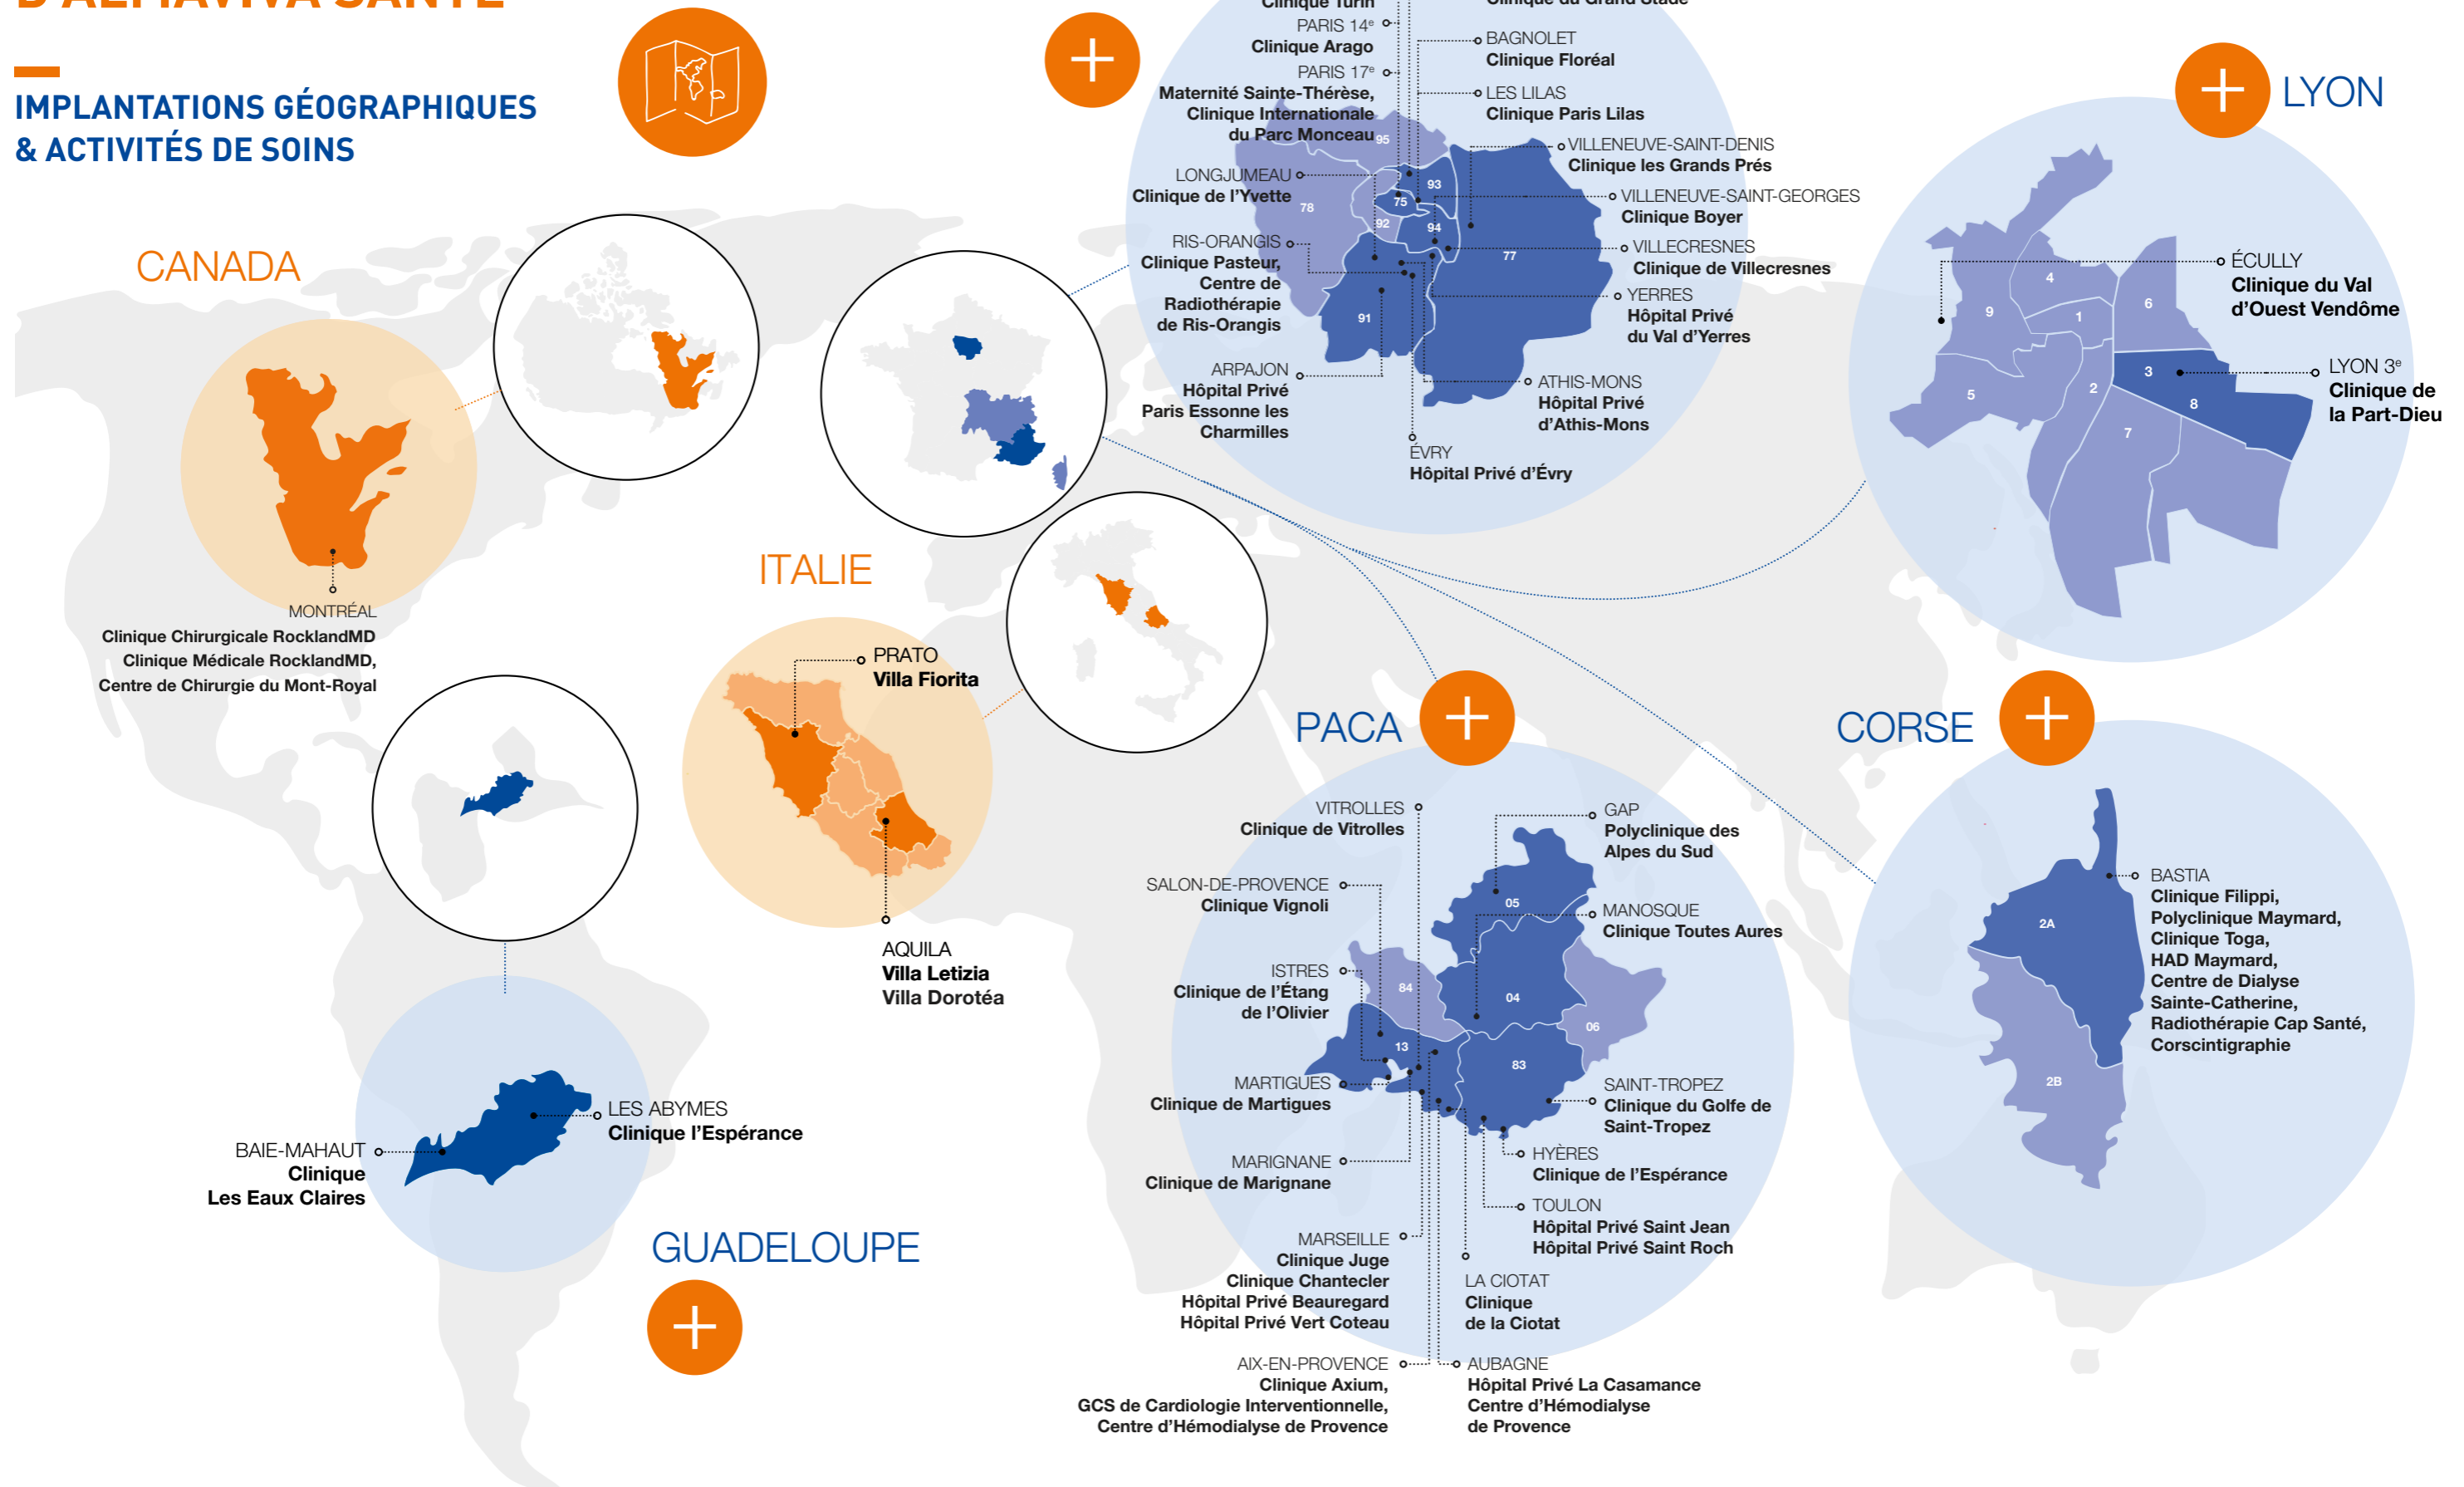 D'ALMAVIVA SANTÉ
IMPLANTATIONS GÉOGRAPHIQUES
& ACTIVITÉS DE SOINS
CANADA
MONTRÉAL
Clinique Chirurgicale RocklandMD
Clinique Médicale RocklandMD,
Centre de Chirurgie du Mont-Royal
ITALIE
PRATO
Villa Fiorita
AQUILA
Villa Letizia
Villa Dorotéa
LES ABYMES
Clinique l'Espérance
BAIE-MAHAUT
Clinique
Les Eaux Claires
GUADELOUPE
Clinique Turin
PARIS 14e
Clinique Arago
PARIS 17e
Maternité Sainte-Thérèse,
Clinique Internationale
du Parc Monceau
LONGJUMEAU
Clinique de l'Yvette
RIS-ORANGIS
Clinique Pasteur,
Centre de
Radiothérapie
de Ris-Orangis
ARPAJON
Hôpital Privé
Paris Essonne les
Charmilles
Clinique du Grand Stade
BAGNOLET
Clinique Floréal
LES LILAS
Clinique Paris Lilas
VILLENEUVE-SAINT-DENIS
Clinique les Grands Prés
VILLENEUVE-SAINT-GEORGES
Clinique Boyer
VILLECRESNES
Clinique de Villecresnes
YERRES
Hôpital Privé
du Val d'Yerres
ATHIS-MONS
Hôpital Privé
d'Athis-Mons
ÉVRY
Hôpital Privé d'Évry
95
93
78
75
92
94
77
91
LYON
ÉCULLY
Clinique du Val
d'Ouest Vendôme
LYON 3e
Clinique de
la Part-Dieu
4
6
9
1
3
5
2
8
7
PACA
VITROLLES
Clinique de Vitrolles
SALON-DE-PROVENCE
Clinique Vignoli
ISTRES
Clinique de l'Étang
de l'Olivier
MARTIGUES
Clinique de Martigues
MARIGNANE
Clinique de Marignane
MARSEILLE
Clinique Juge
Clinique Chantecler
Hôpital Privé Beauregard
Hôpital Privé Vert Coteau
AIX-EN-PROVENCE
Clinique Axium,
GCS de Cardiologie Interventionnelle,
Centre d'Hémodialyse de Provence
GAP
Polyclinique des
Alpes du Sud
MANOSQUE
Clinique Toutes Aures
SAINT-TROPEZ
Clinique du Golfe de
Saint-Tropez
HYÈRES
Clinique de l'Espérance
TOULON
Hôpital Privé Saint Jean
Hôpital Privé Saint Roch
LA CIOTAT
Clinique
de la Ciotat
AUBAGNE
Hôpital Privé La Casamance
Centre d'Hémodialyse
de Provence
05
84
04
06
13
83
CORSE
BASTIA
Clinique Filippi,
Polyclinique Maymard,
Clinique Toga,
HAD Maymard,
Centre de Dialyse
Sainte-Catherine,
Radiothérapie Cap Santé,
Corscintigraphie
2A
2B